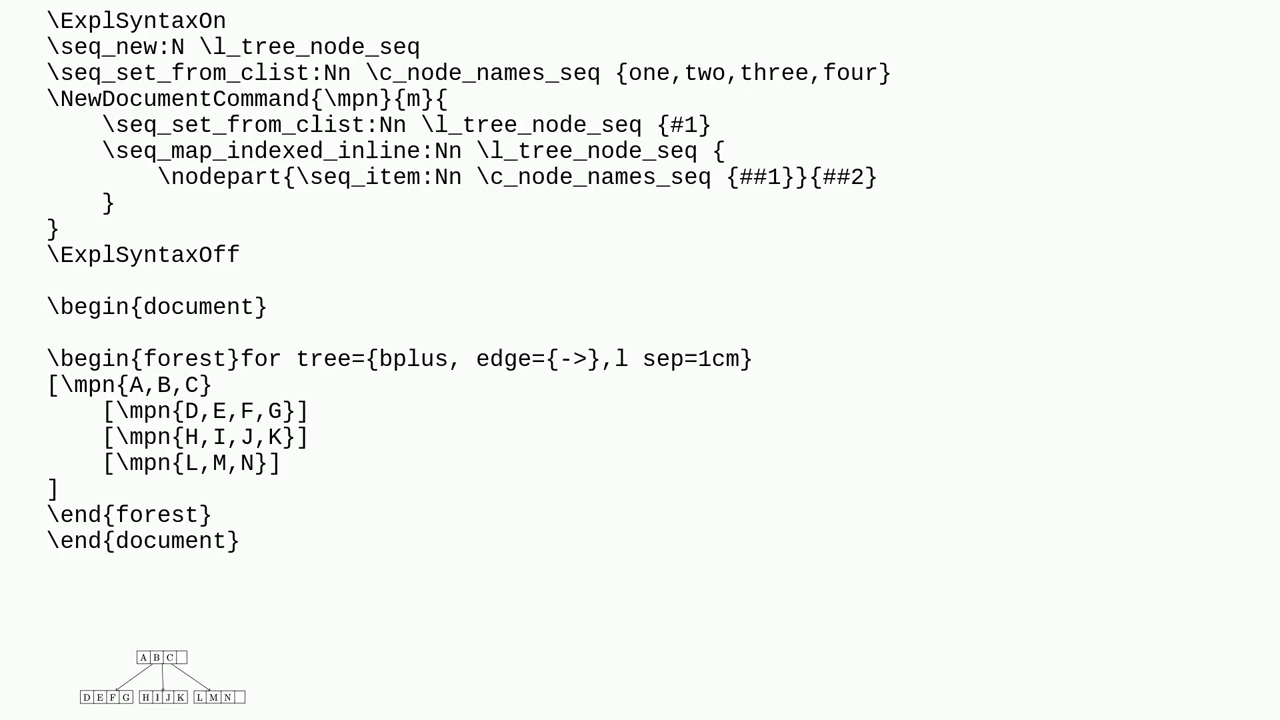 \ExplSyntaxOn
\seq_new:N \l_tree_node_seq
\seq_set_from_clist:Nn \c_node_names_seq {one,two,three,four}
\NewDocumentCommand{\mpn}{m}{
    \seq_set_from_clist:Nn \l_tree_node_seq {#1}
    \seq_map_indexed_inline:Nn \l_tree_node_seq {
        \nodepart{\seq_item:Nn \c_node_names_seq {##1}}{##2}
    }
}
\ExplSyntaxOff
\begin{document}
\begin{forest}for tree={bplus, edge={->},l sep=1cm}
[\mpn{A,B,C}
    [\mpn{D,E,F,G}]
    [\mpn{H,I,J,K}]
    [\mpn{L,M,N}]
]
\end{forest}
\end{document}
A B C
D E F G H I J K L M N